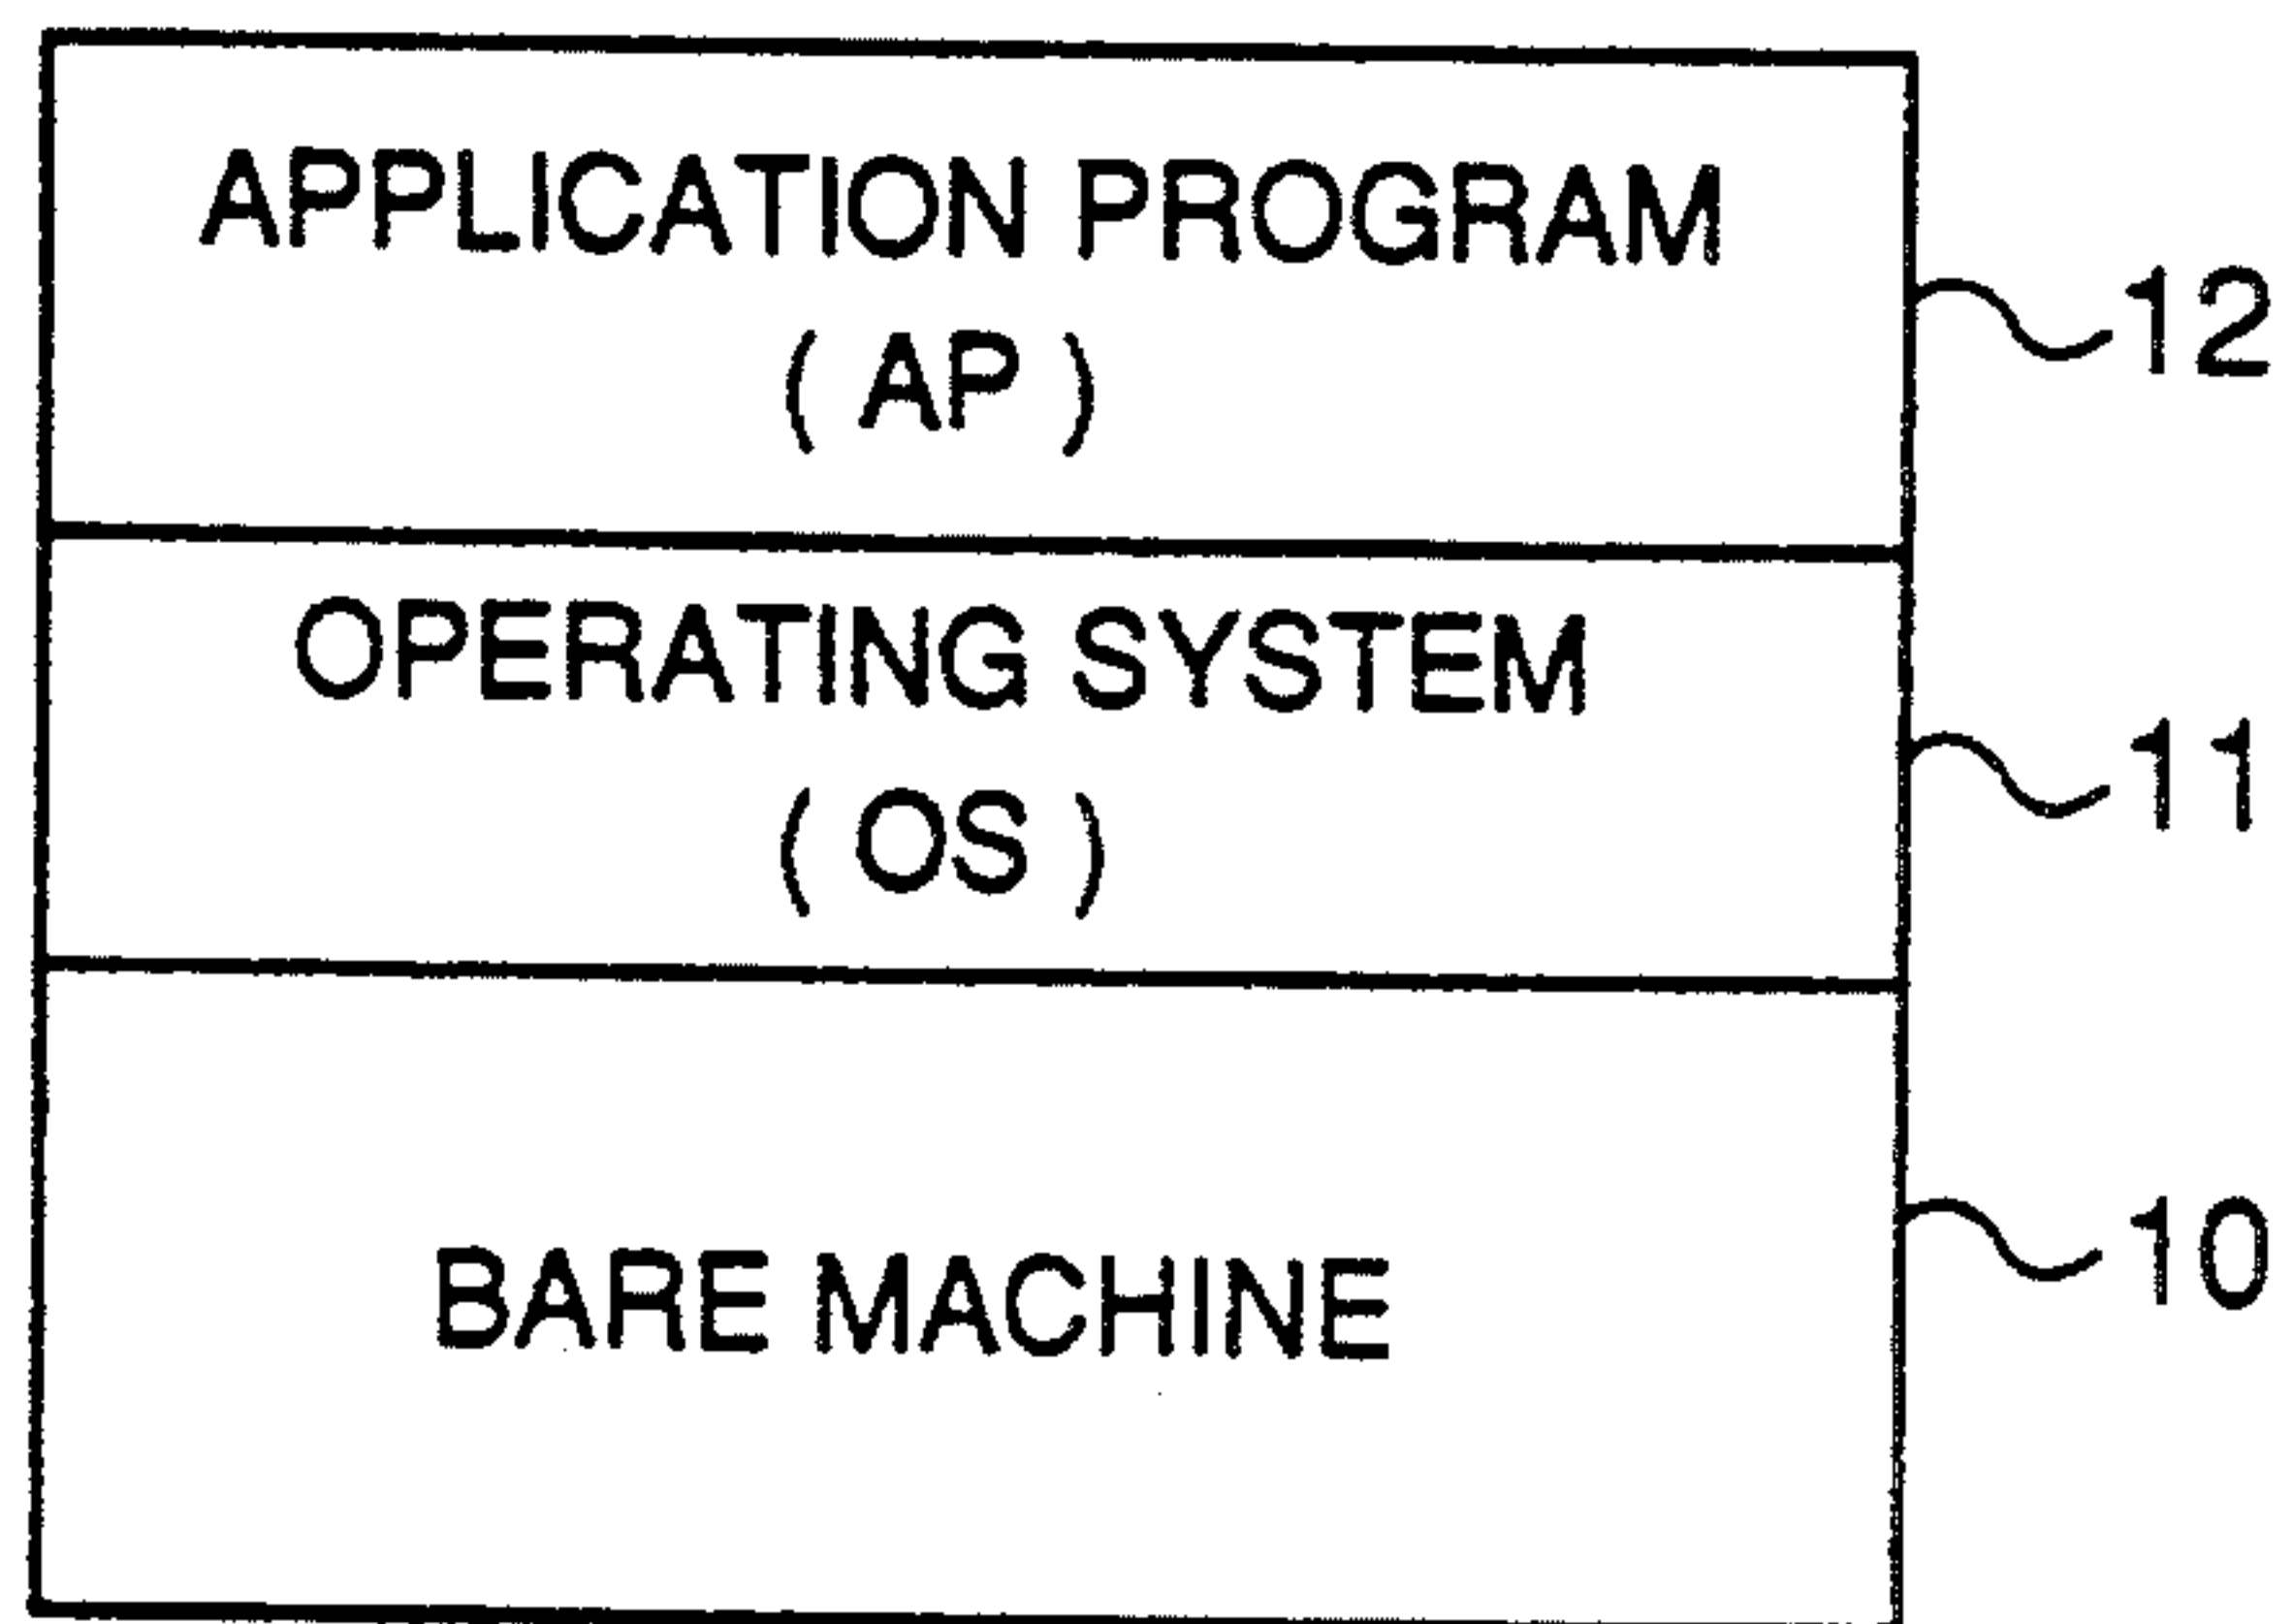 APPLICATION PROGRAM
( AP )
12
OPERATING SYSTEM
( OS )
11
BARE MACHINE
10